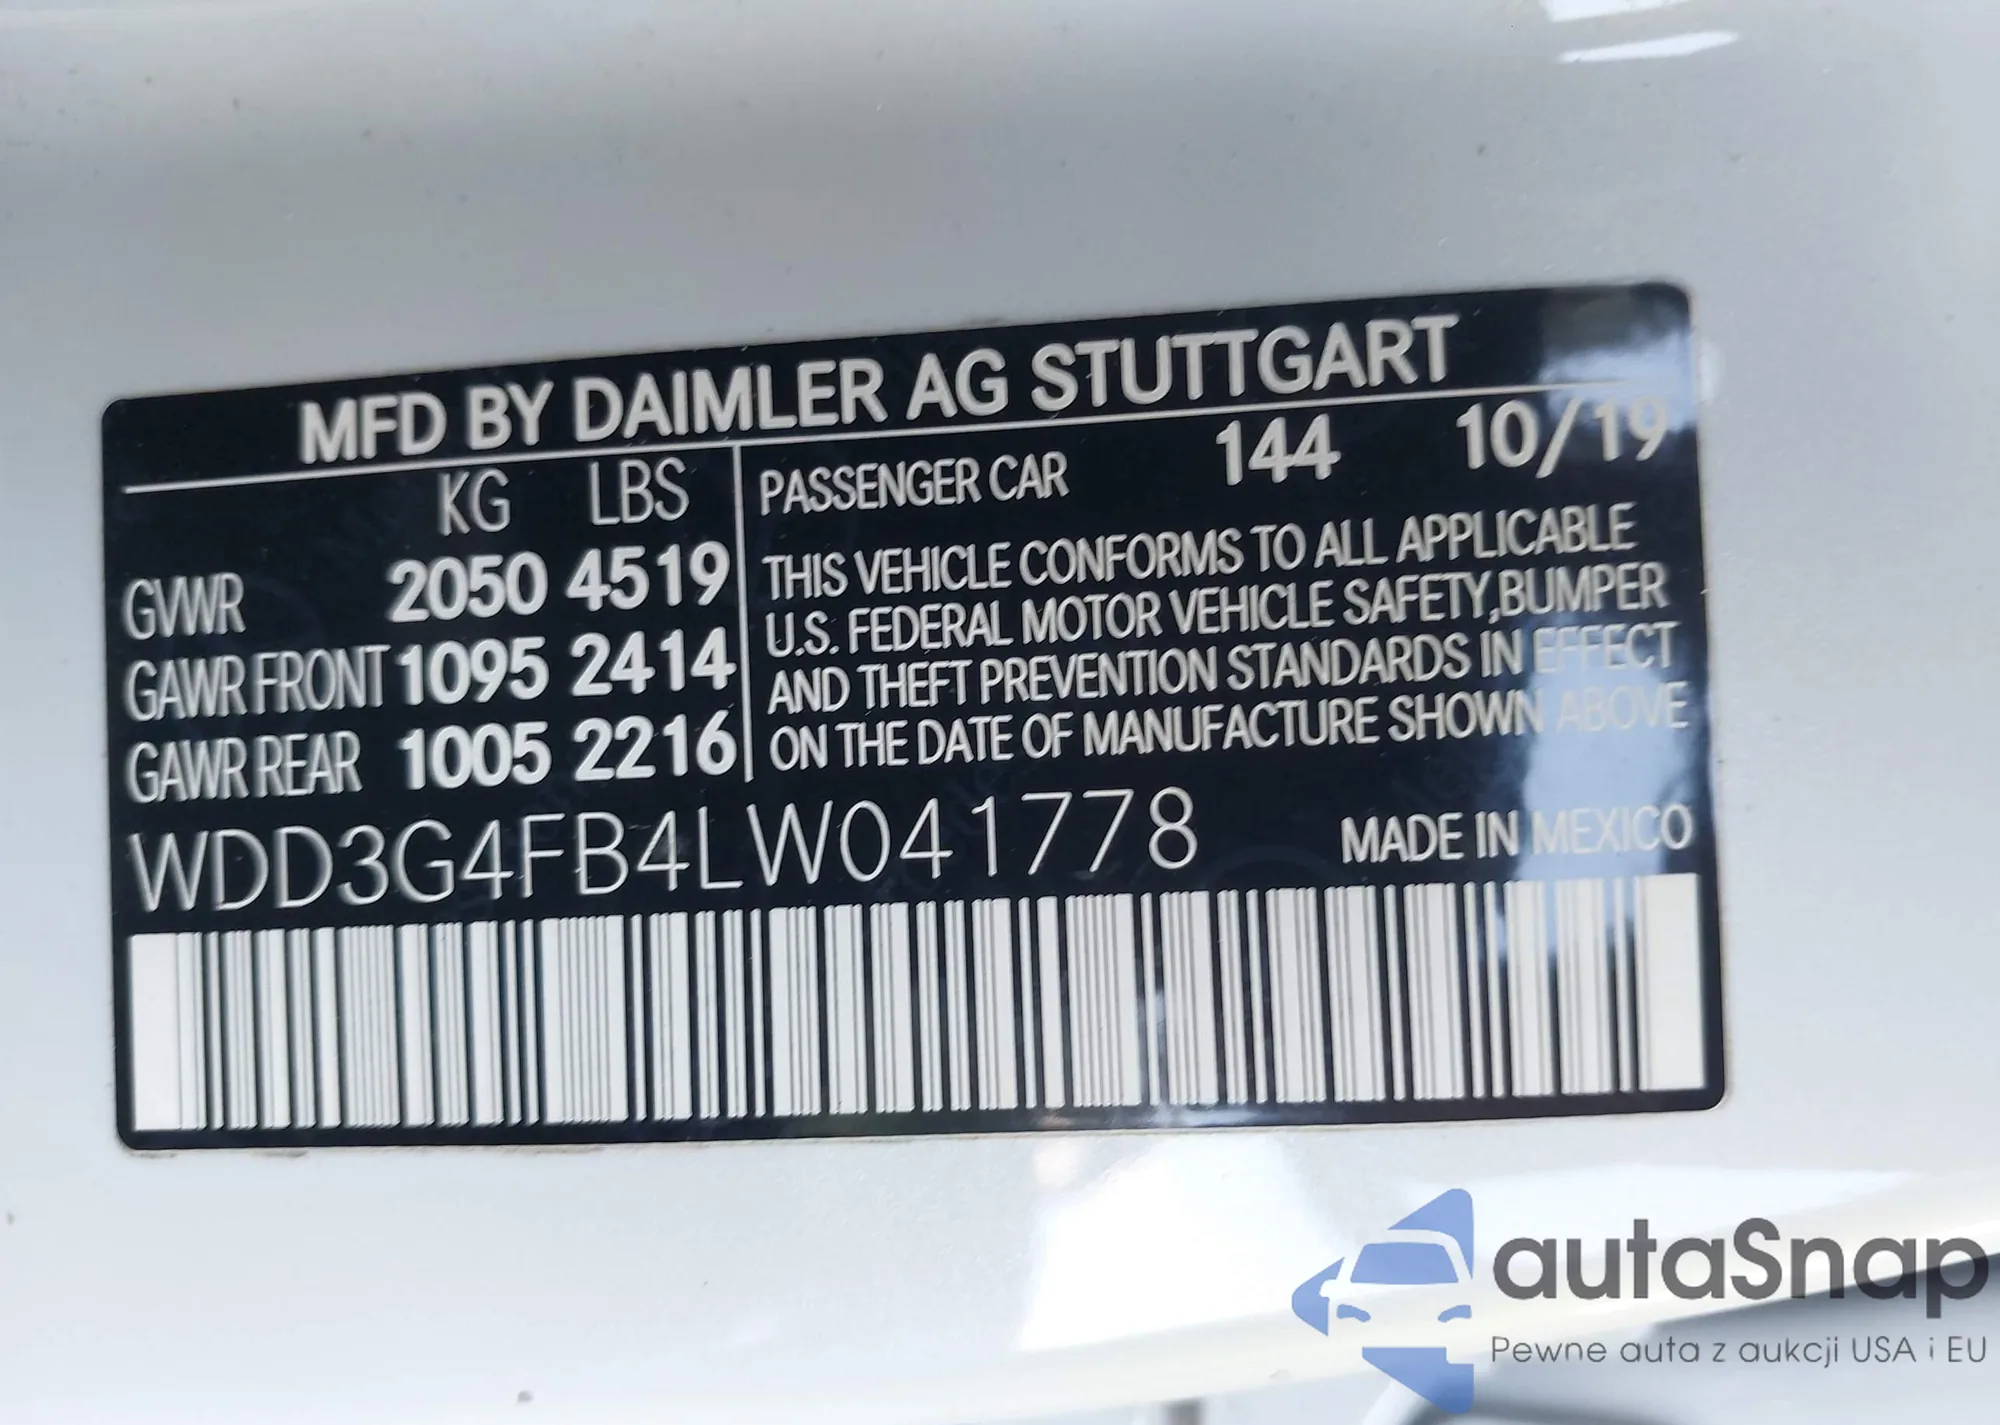 MFD BY DAIMLER AG STUTTGART
KG LBS
GVWR 2050 4519
GAWR FRONT 1095 2414
GAWR REAR 1005 2216
PASSENGER CAR 144 10/19
THIS VEHICLE CONFORMS TO ALL APPLICABLE
U.S. FEDERAL MOTOR VEHICLE SAFETY,BUMPER
AND THEFT PREVENTION STANDARDS IN EFFECT
ON THE DATE OF MANUFACTURE SHOWN ABOVE
WDD3G4FB4LW041778 MADE IN MEXICO
autaSnap
Pewne auta z aukcji USA i EU